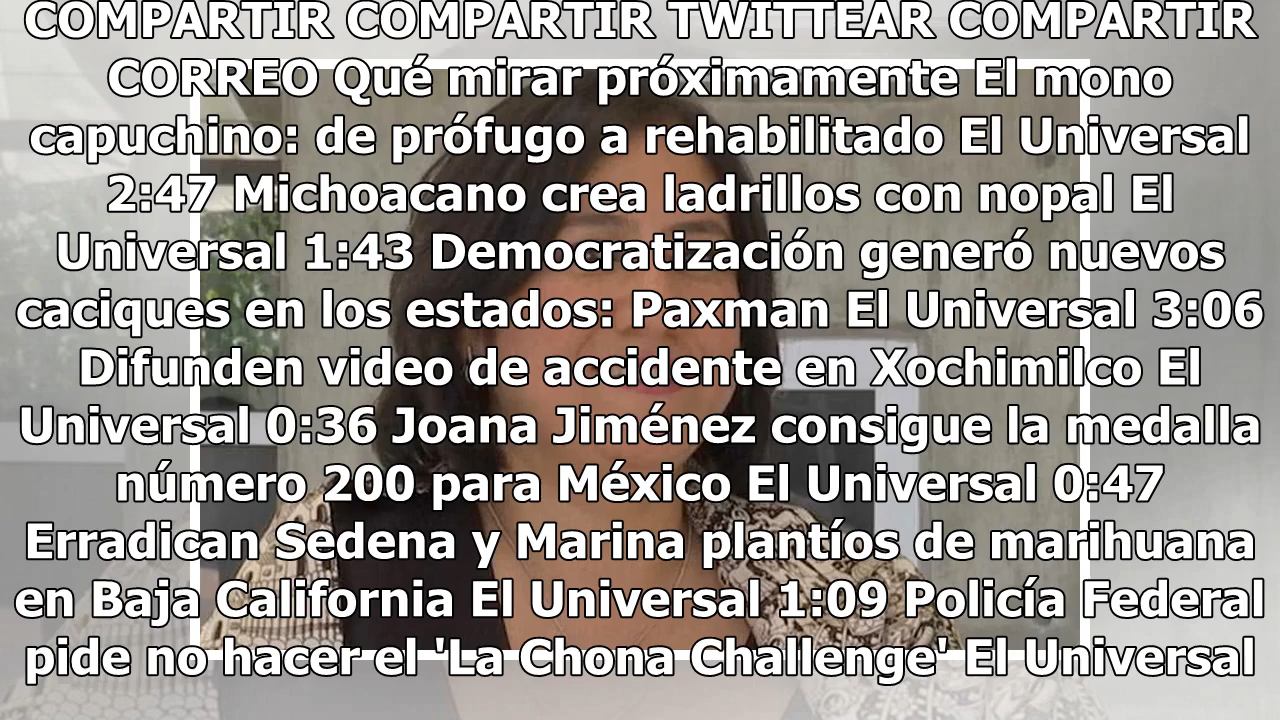 COMPARTIR COMPARTIR TWITTEAR COMPARTIR
CORREO Qué mirar próximamente El mono
capuchino: de prófugo a rehabilitado El Universal
2:47 Michoacano crea ladrillos con nopal El
Universal 1:43 Democratización generó nuevos
caciques en los estados: Paxman El Universal 3:06
Difunden video de accidente en Xochimilco El
Universal 0:36 Joana Jiménez consigue la medalla
número 200 para México El Universal 0:47
Erradican Sedena y Marina plantíos de marihuana
en Baja California El Universal 1:09 Policía Federal
pide no hacer el 'La Chona Challenge' El Universal